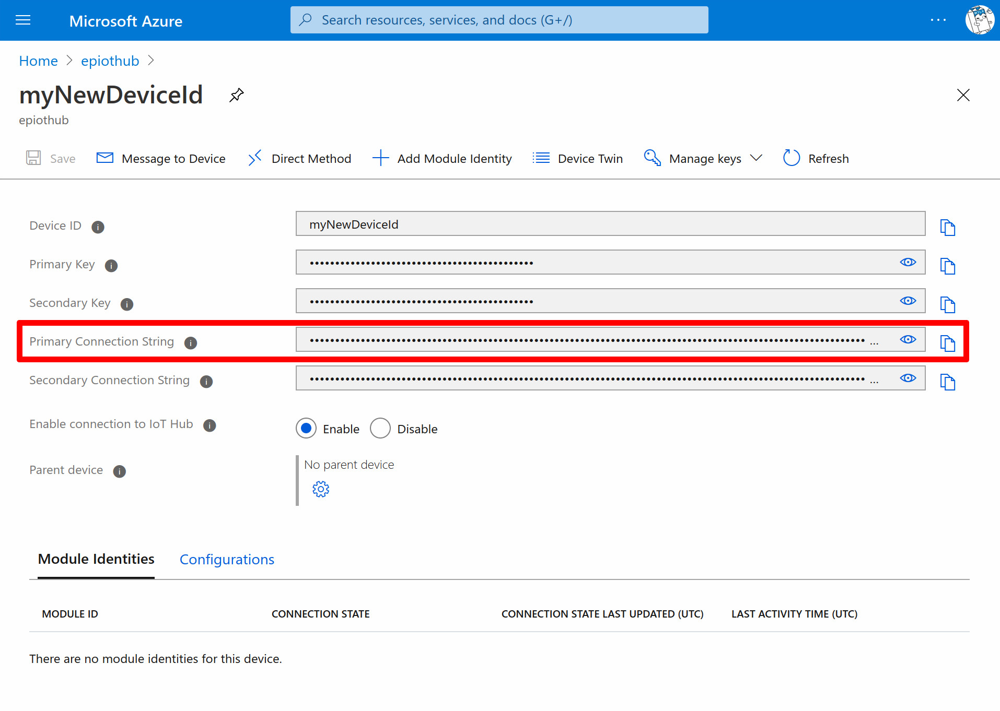 Microsoft Azure
Search resources, services, and docs (G+/)
...
MILK
Home > epiothub >
myNewDeviceId
epiothub
Save Message to Device Direct Method Add Module Identity Device Twin Manage keys Refresh
Device ID i myNewDeviceId
Primary Key i ••••••••••••••••••••••••••••••••••••••••••••
Secondary Key i ••••••••••••••••••••••••••••••••••••••••••••
Primary Connection String i •••••••••••••••••••••••••••••••••••••••••••••••••••••••••••••••••••••••••••••••••••••••••••••••••••••••••••••• ...
Secondary Connection String i •••••••••••••••••••••••••••••••••••••••••••••••••••••••••••••••••••••••••••••••••••••••••••••••••••••••••••••• ...
Enable connection to IoT Hub i Enable Disable
Parent device i No parent device
Module Identities Configurations
MODULE ID CONNECTION STATE CONNECTION STATE LAST UPDATED (UTC) LAST ACTIVITY TIME (UTC)
There are no module identities for this device.